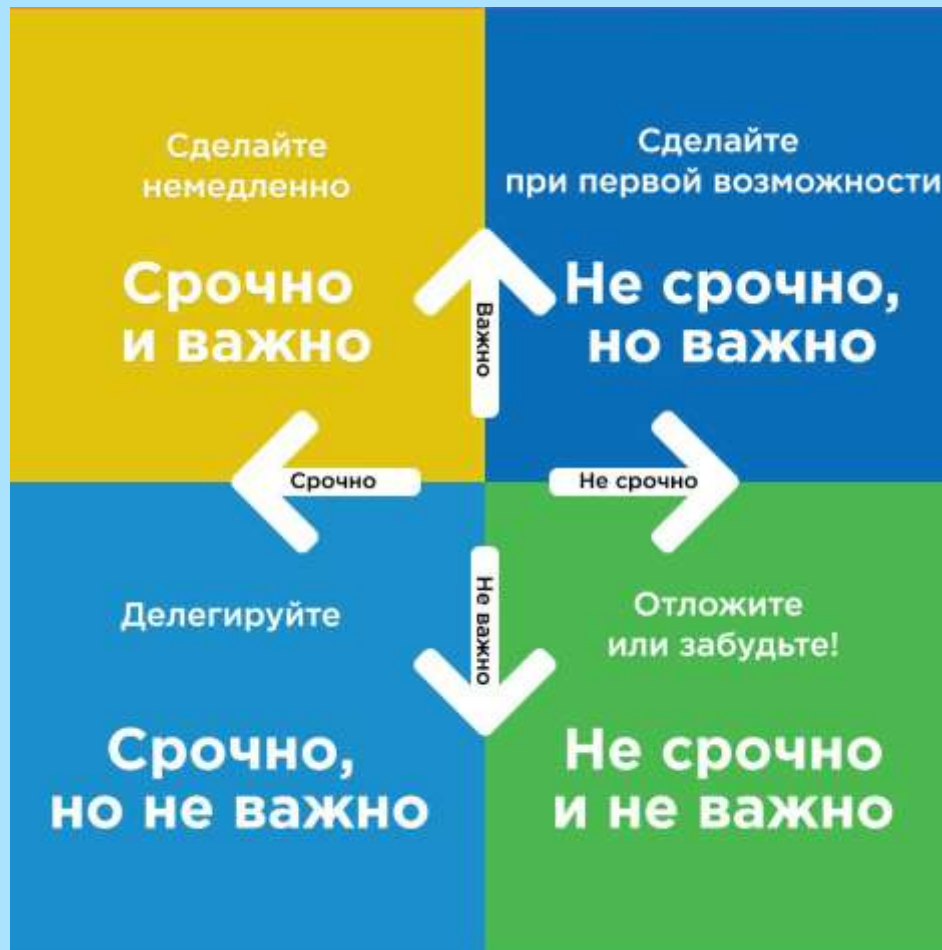 Сделайте
немедленно
Срочно
и важно
Сделайте
при первой возможности
Не срочно,
но важно
Важно
Срочно
Не срочно
Не важно
Делегируйте
Срочно,
но не важно
Отложите
или забудьте!
Не срочно
и не важно